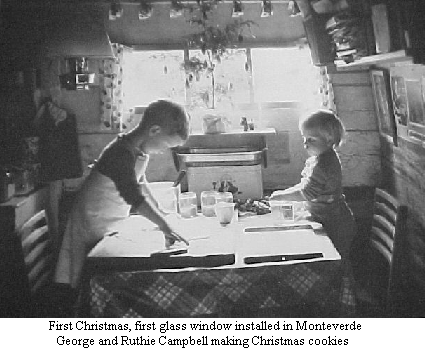 First Christmas, first glass window installed in Monteverde
George and Ruthie Campbell making Christmas cookies